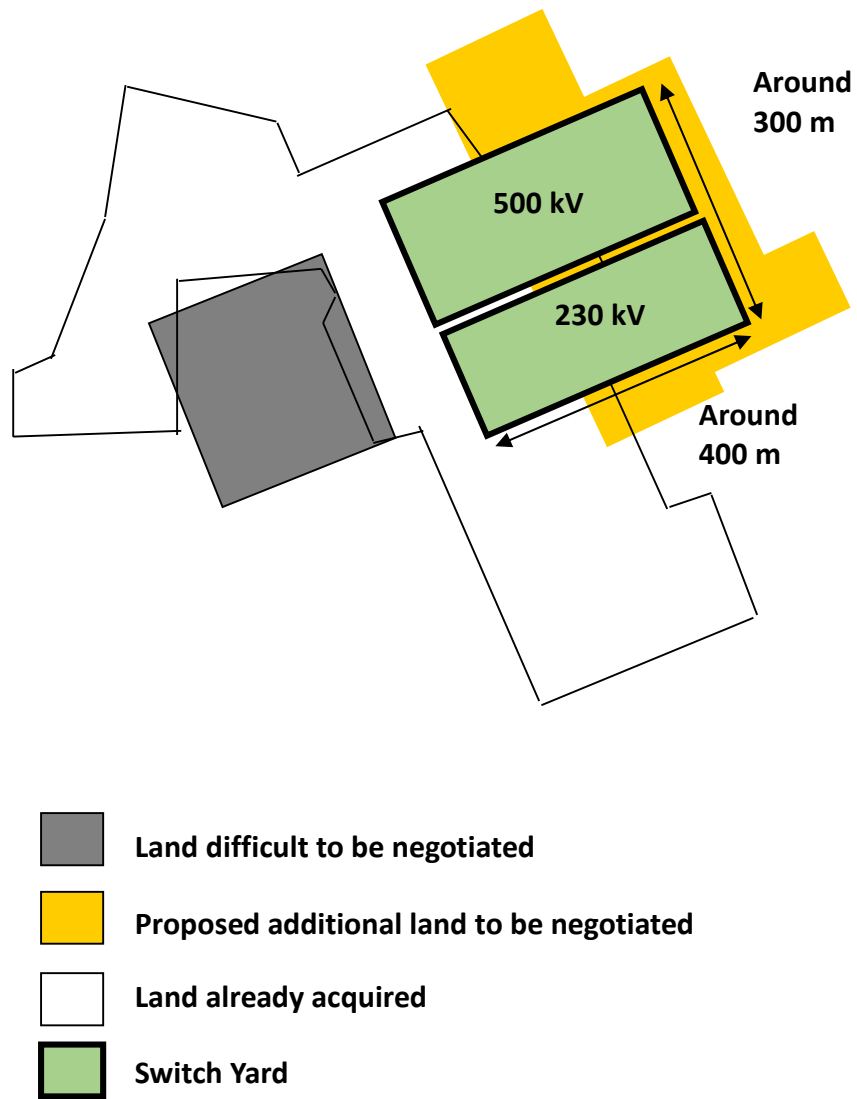 Around
300 m
500 kV
230 kV
Around
400 m
Land difficult to be negotiated
Proposed additional land to be negotiated
Land already acquired
Switch Yard